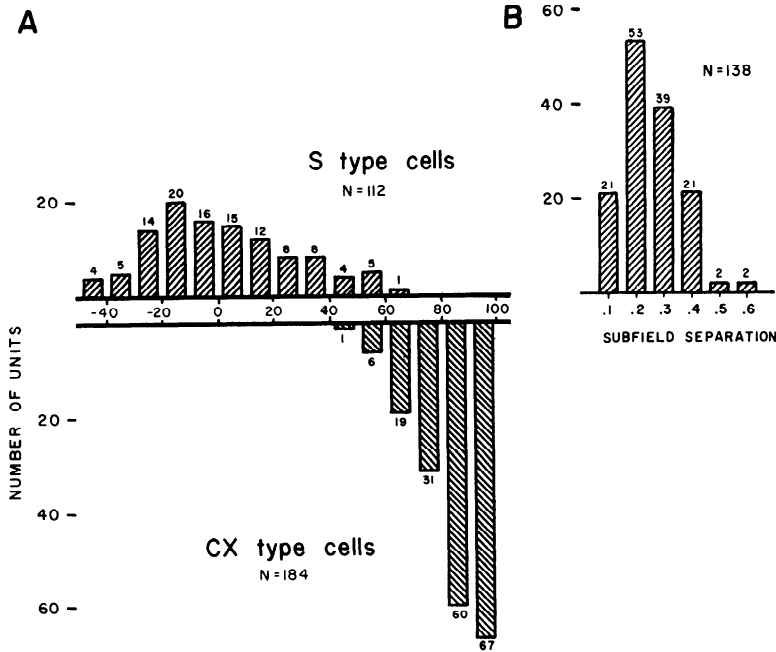 A
S type cells
N=112
20
4 5 14 20 16 15 12 8 8 4 5 1
-40 -20 0 20 40 60 80 100
1 6 19 31 60 67
20
40
60
NUMBER OF UNITS
CX type cells
N=184
B
60
53
N=138
40
39
21 21
20
2 2
.1 .2 .3 .4 .5 .6
SUBFIELD SEPARATION